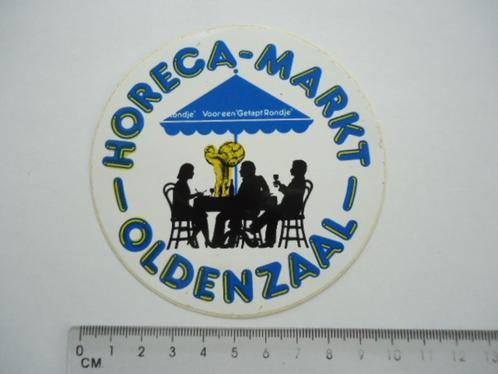 HORECA-MARKT
Rondje' Voor een 'Getapt Rondje'
— OLDENZAAL —
0 1 2 3 4 5 6 7 8 9 10 11 12 13
CM